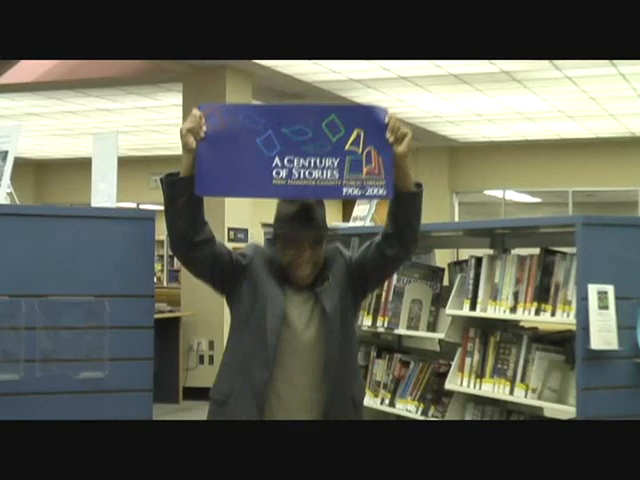 A CENTURY
OF STORIES
NEW HANOVER COUNTY PUBLIC LIBRARY
1906-2006